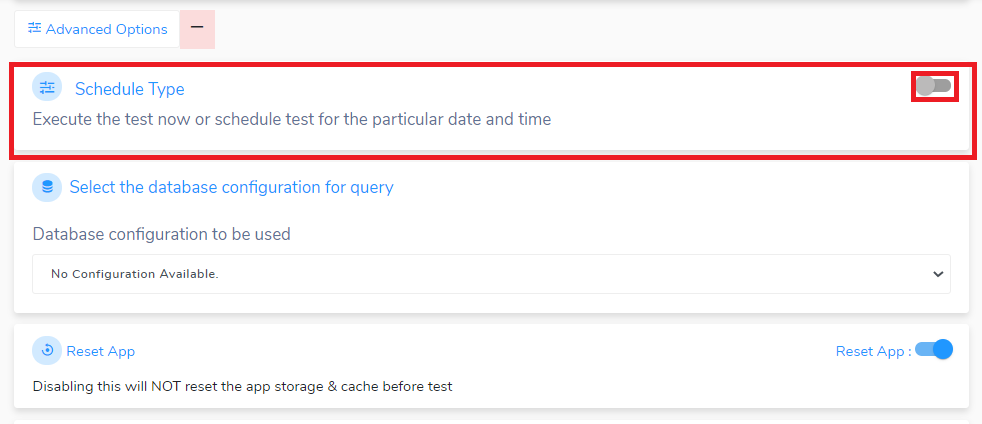 Advanced Options
Schedule Type
Execute the test now or schedule test for the particular date and time
Select the database configuration for query
Database configuration to be used
No Configuration Available.
Reset App
Reset App :
Disabling this will NOT reset the app storage & cache before test